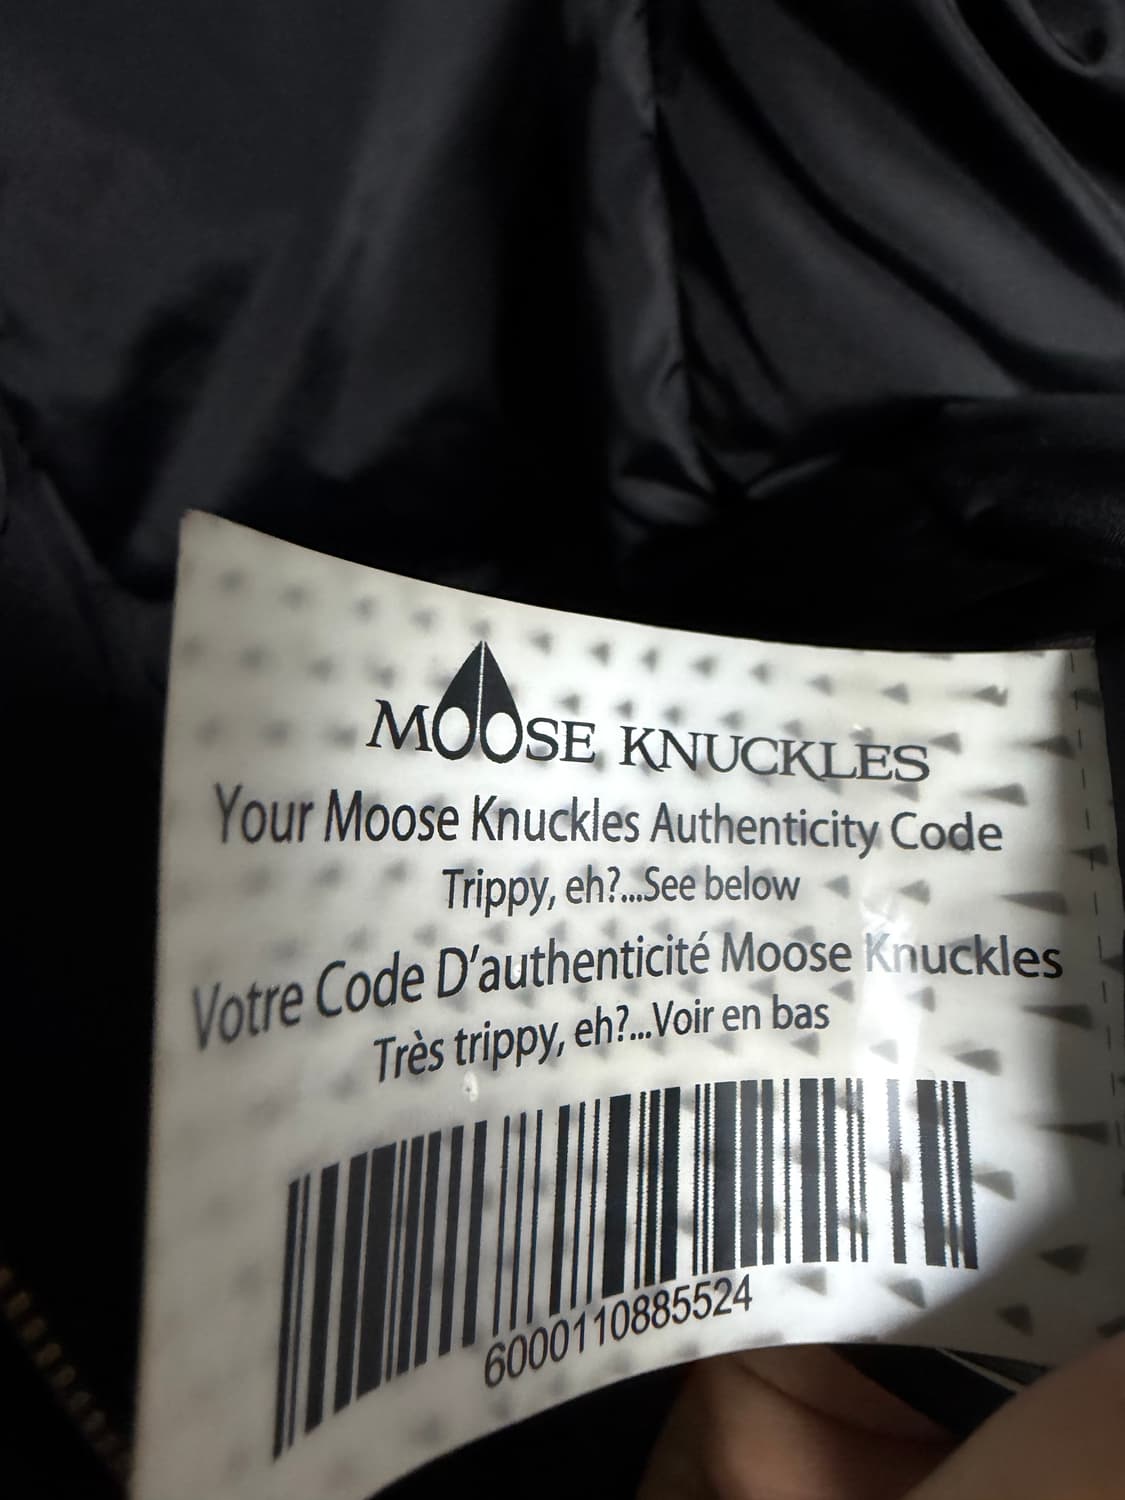 MOOSE KNUCKLES
Your Moose Knuckles Authenticity Code
Trippy, eh?...See below
Votre Code D'authenticité Moose Knuckles
Très trippy, eh?...Voir en bas
6000110885524